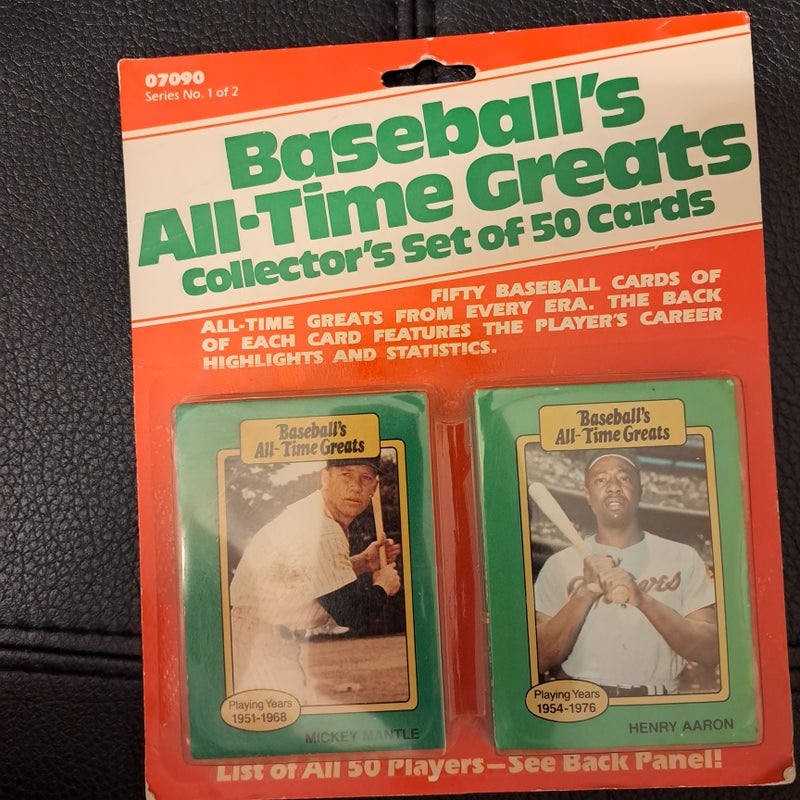 07090
Series No. 1 of 2
Baseball's
All-Time Greats
Collector's Set of 50 Cards
FIFTY BASEBALL CARDS OF
ALL-TIME GREATS FROM EVERY ERA. THE BACK
OF EACH CARD FEATURES THE PLAYER'S CAREER
HIGHLIGHTS AND STATISTICS.
Baseball's
All-Time Greats
Playing Years
1951-1968
MICKEY MANTLE
Baseball's
All-Time Greats
Braves
Playing Years
1954-1976
HENRY AARON
List of All 50 Players—See Back Panel!